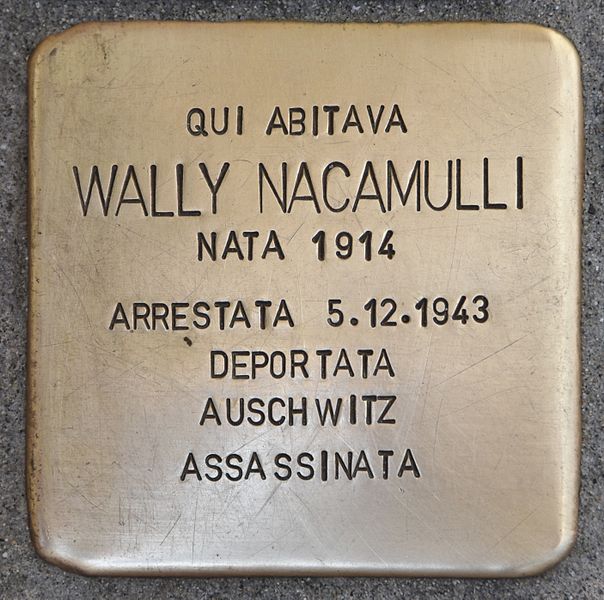 QUI ABITAVA
WALLY NACAMULLI
NATA 1914
ARRESTATA 5.12.1943
DEPORTATA
AUSCHWITZ
ASSASSINATA